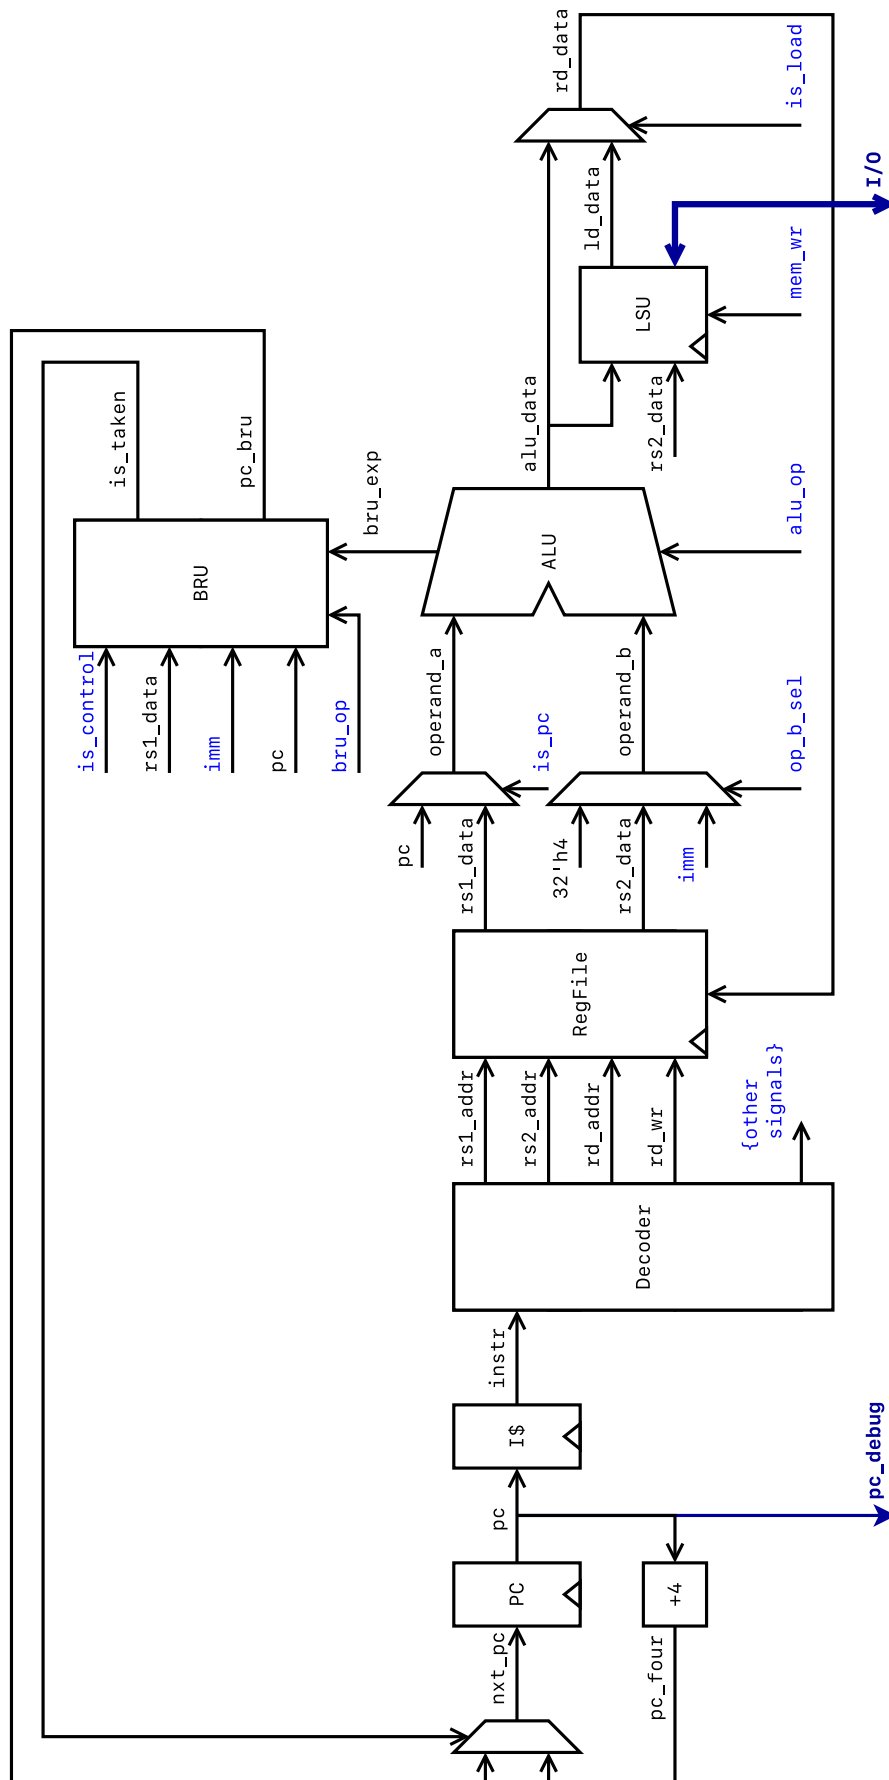 nxt_pc
PC
pc
pc_four
+4
pc_debug
I$
instr
Decoder
{other
signals}
rs1_addr
rs2_addr
rd_addr
rd_wr
RegFile
rs1_data
rs2_data
pc
32'h4
imm
is_pc
op_b_sel
operand_a
operand_b
is_control
rs1_data
imm
pc
bru_op
BRU
is_taken
pc_bru
bru_exp
ALU
alu_op
alu_data
rs2_data
LSU
mem_wr
ld_data
I/O
is_load
rd_data